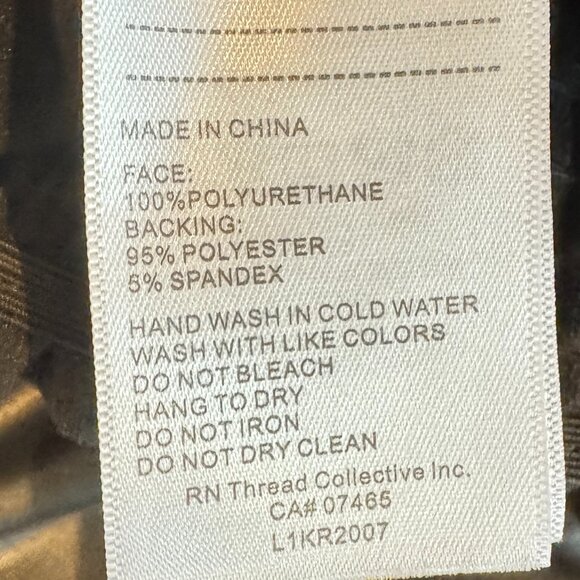 MADE IN CHINA
FACE:
100%POLYURETHANE
BACKING:
95% POLYESTER
5% SPANDEX
HAND WASH IN COLD WATER
WASH WITH LIKE COLORS
DO NOT BLEACH
HANG TO DRY
DO NOT IRON
DO NOT DRY CLEAN
RN Thread Collective Inc.
CA# 07465
L1KR2007